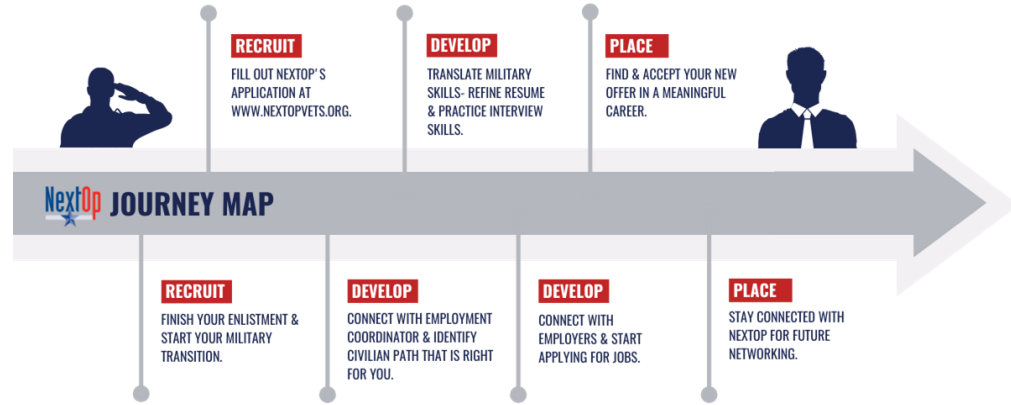 RECRUIT
FILL OUT NEXTOP'S
APPLICATION AT
WWW.NEXTOPVETS.ORG.
DEVELOP
TRANSLATE MILITARY
SKILLS- REFINE RESUME
& PRACTICE INTERVIEW
SKILLS.
PLACE
FIND & ACCEPT YOUR NEW
OFFER IN A MEANINGFUL
CAREER.
NextOp JOURNEY MAP
RECRUIT
FINISH YOUR ENLISTMENT &
START YOUR MILITARY
TRANSITION.
DEVELOP
CONNECT WITH EMPLOYMENT
COORDINATOR & IDENTIFY
CIVILIAN PATH THAT IS RIGHT
FOR YOU.
DEVELOP
CONNECT WITH
EMPLOYERS & START
APPLYING FOR JOBS.
PLACE
STAY CONNECTED WITH
NEXTOP FOR FUTURE
NETWORKING.